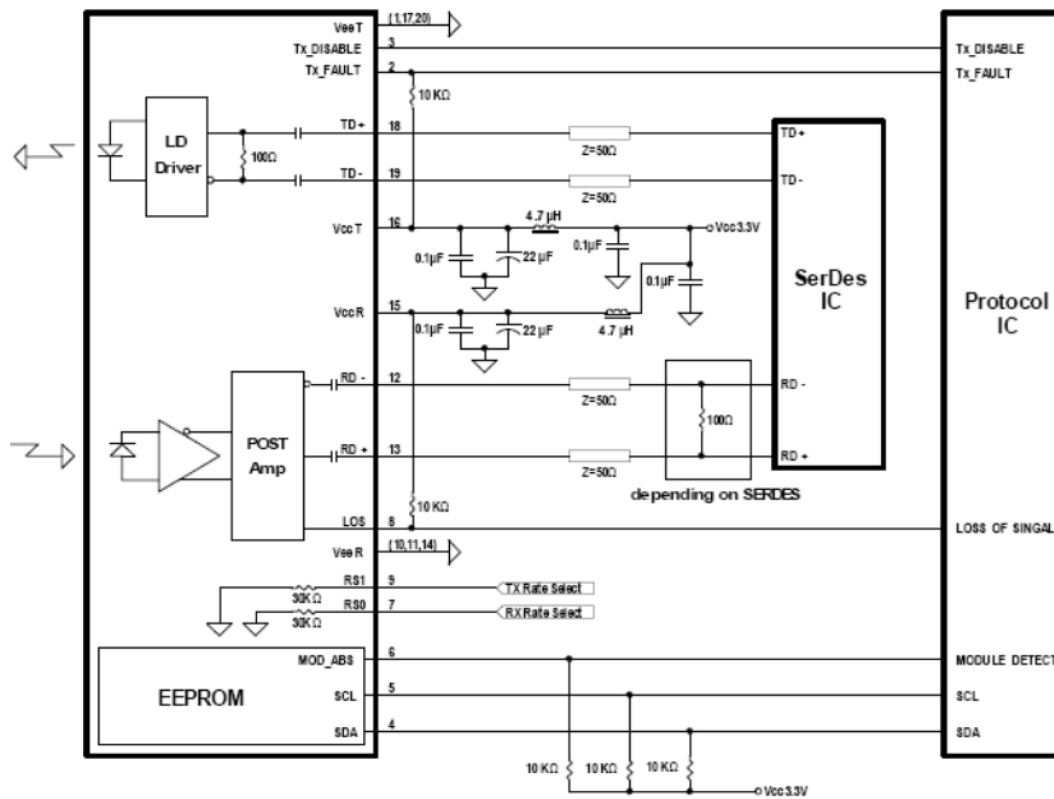 VeeT (1,17,20)
Tx_DISABLE 3 Tx_DISABLE
Tx_FAULT 2 Tx_FAULT
10 KΩ
TD+ 18 TD+
LD
Driver
100Ω
Z=50Ω
TD- 19 TD-
Z=50Ω
VccT 16
4.7 µH
Vcc3.3V
0.1µF
22 µF
0.1µF
0.1µF
SerDes
IC
Protocol
IC
VccR 15
0.1µF
22 µF
4.7 µH
RD - 12 RD -
Z=50Ω
100Ω
POST
Amp
RD + 13 RD +
Z=50Ω
depending on SERDES
10 KΩ
LOS 8 LOSS OF SINGAL
VeeR (10,11,14)
RS1 9 TX Rate Select
30KΩ
RS0 7 RX Rate Select
30KΩ
MOD_ABS 6 MODULE DETECT
EEPROM
SCL 5 SCL
SDA 4 SDA
10 KΩ 10 KΩ 10 KΩ
Vcc3.3V